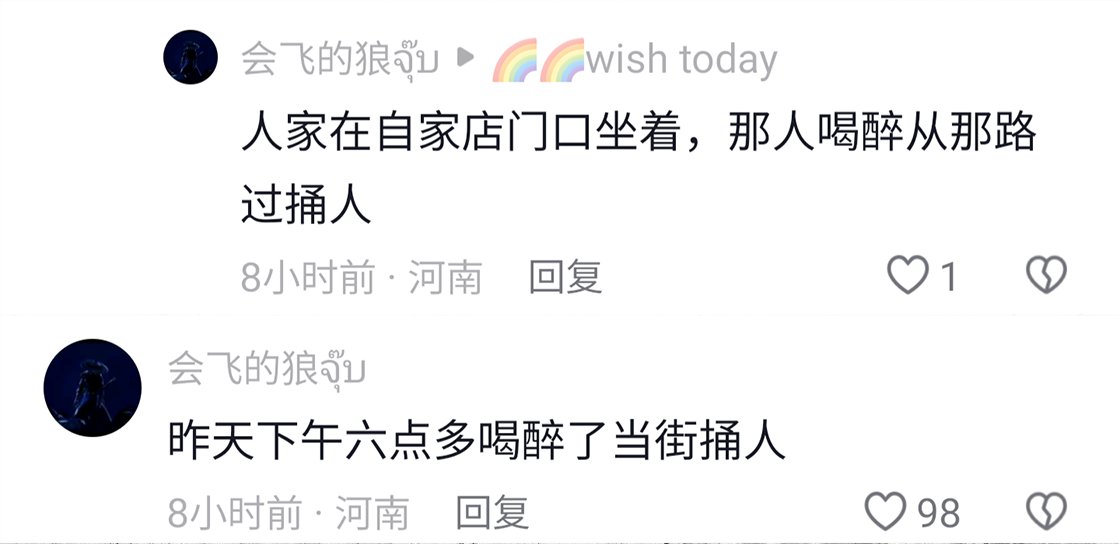 会飞的狼จุ๊บ ▶ 🌈🌈wish today
人家在自家店门口坐着，那人喝醉从那路
过捅人
8小时前 · 河南 回复 1
会飞的狼จุ๊บ
昨天下午六点多喝醉了当街捅人
8小时前 · 河南 回复 98